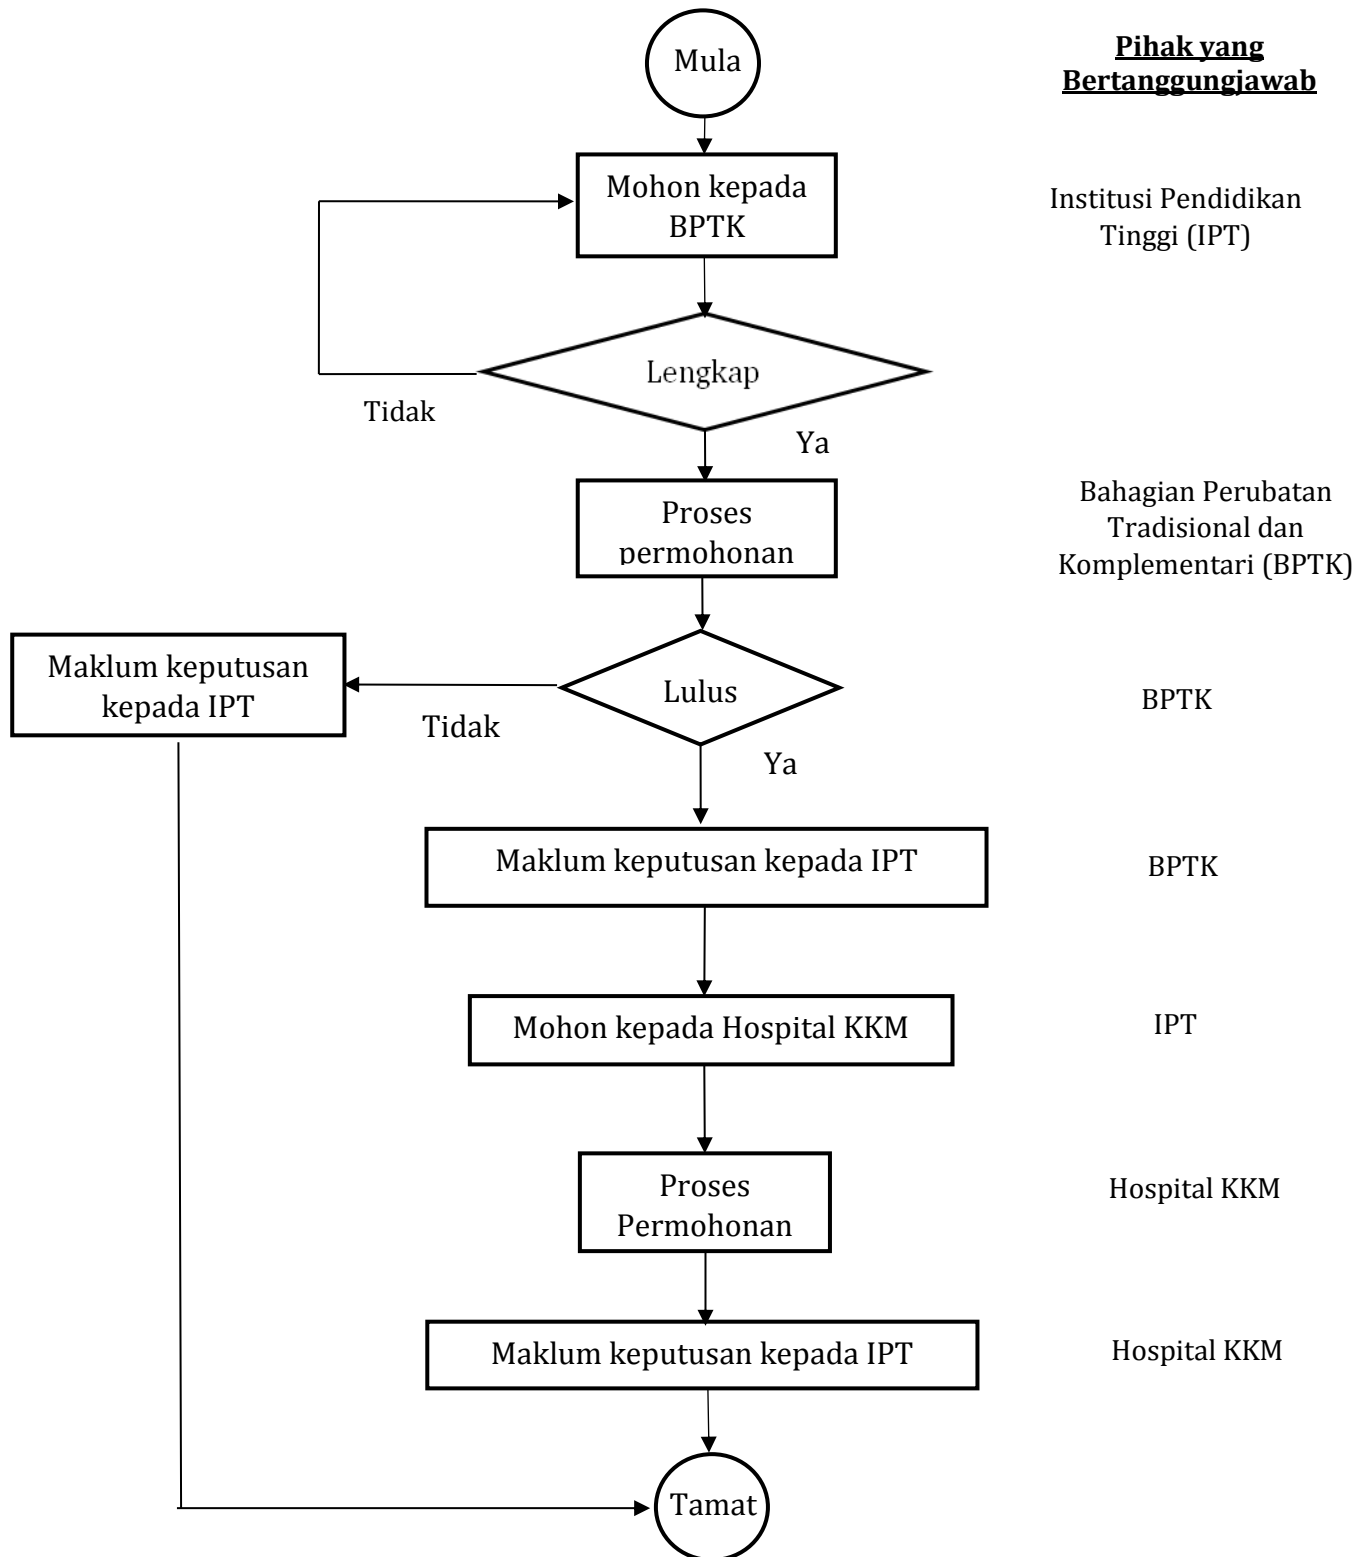 Mula
Pihak yang
Bertanggungjawab
Mohon kepada
BPTK
Institusi Pendidikan
Tinggi (IPT)
Lengkap
Tidak
Ya
Proses
permohonan
Bahagian Perubatan
Tradisional dan
Komplementari (BPTK)
Maklum keputusan
kepada IPT
Tidak
Lulus
BPTK
Ya
Maklum keputusan kepada IPT
BPTK
Mohon kepada Hospital KKM
IPT
Proses
Permohonan
Hospital KKM
Maklum keputusan kepada IPT
Hospital KKM
Tamat